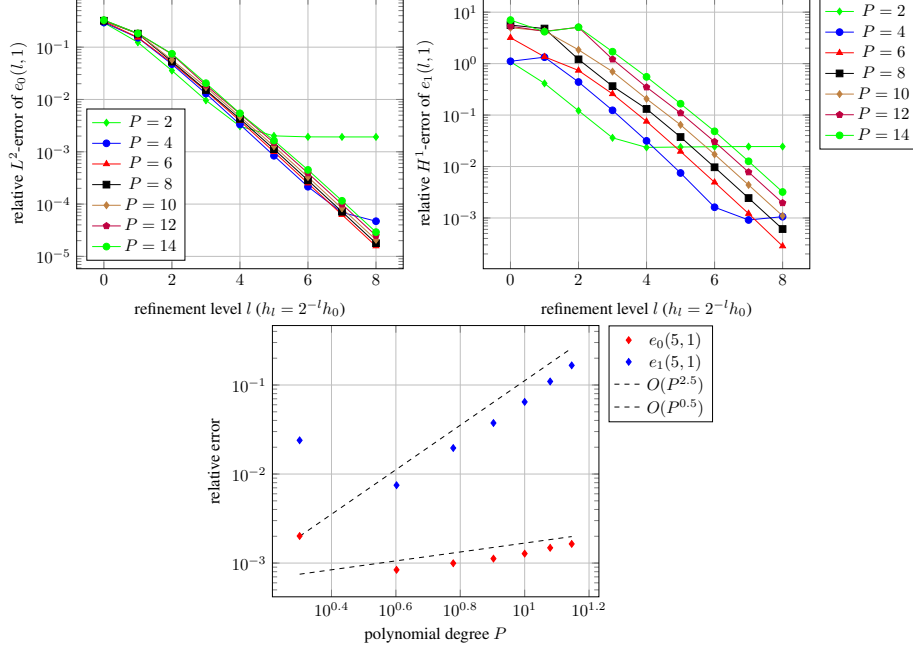 10^{-1}
10^{-2}
10^{-3}
10^{-4}
10^{-5}
relative L^2-error of e_0(l, 1)
P = 2
P = 4
P = 6
P = 8
P = 10
P = 12
P = 14
0 2 4 6 8
refinement level l (h_l = 2^{-l}h_0)
10^1
10^0
10^{-1}
10^{-2}
10^{-3}
relative H^1-error of e_1(l, 1)
P = 2
P = 4
P = 6
P = 8
P = 10
P = 12
P = 14
0 2 4 6 8
refinement level l (h_l = 2^{-l}h_0)
10^{-1}
10^{-2}
10^{-3}
relative error
e_0(5, 1)
e_1(5, 1)
O(P^{2.5})
O(P^{0.5})
10^{0.4} 10^{0.6} 10^{0.8} 10^1 10^{1.2}
polynomial degree P